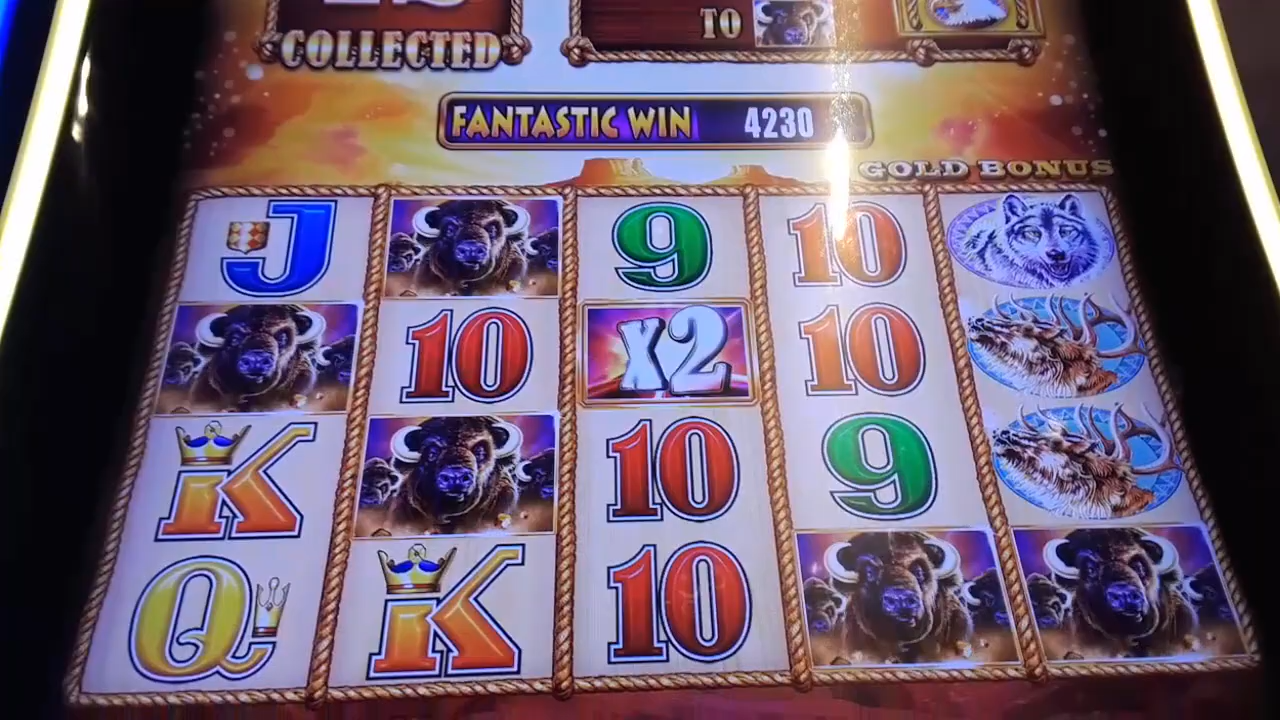 COLLECTED
TO
FANTASTIC WIN 4230
GOLD BONUS
J 9 10
10 X2 10
K 10 9
Q K 10